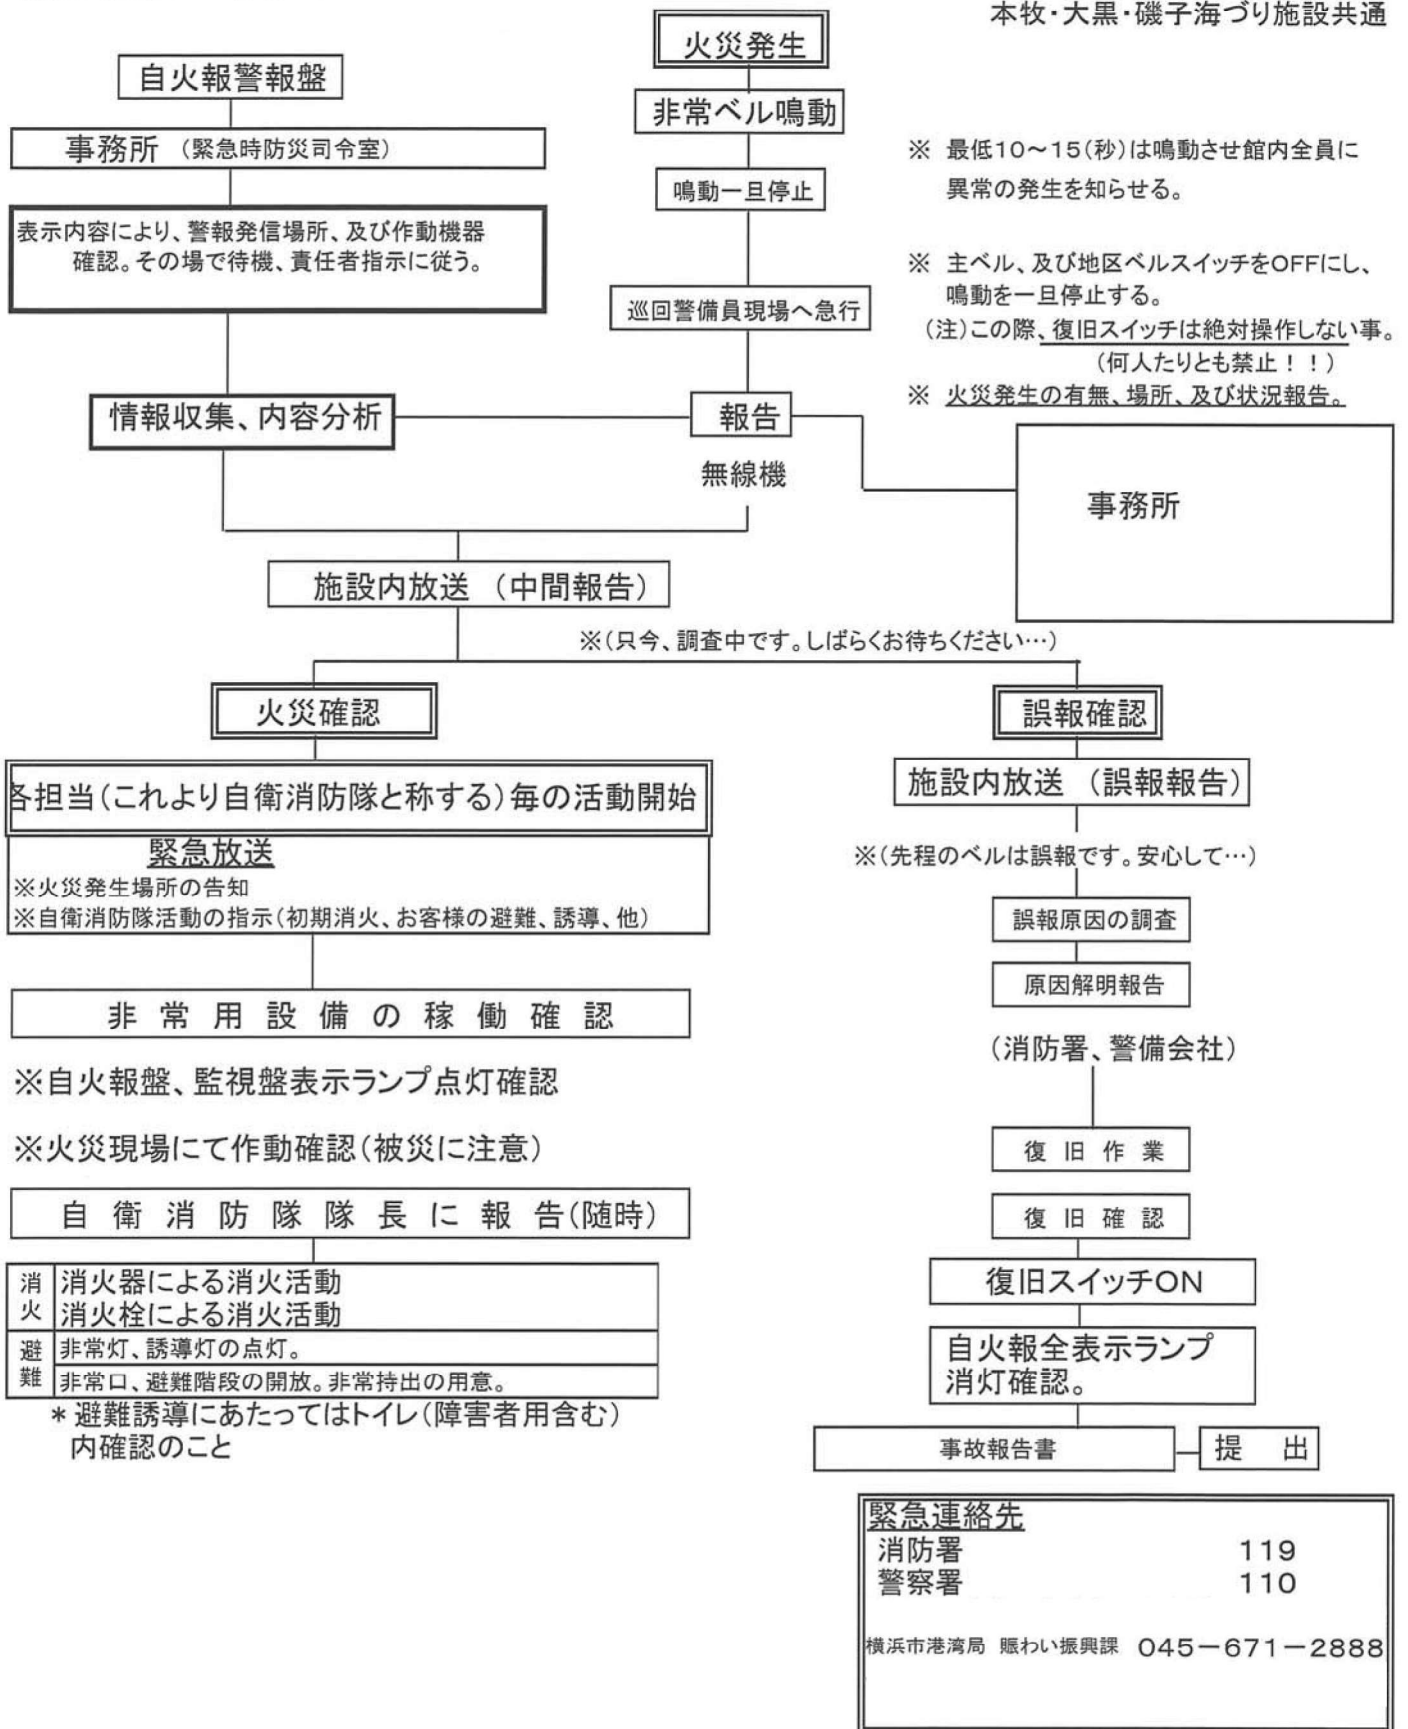 本牧・大黒・磯子海づり施設共通
火災発生
自火報警報盤
非常ベル鳴動
事務所 (緊急時防災司令室)
※ 最低10~15(秒)は鳴動させ館内全員に
異常の発生を知らせる。
鳴動一旦停止
表示内容により、警報発信場所、及び作動機器
確認。その場で待機、責任者指示に従う。
※ 主ベル、及び地区ベルスイッチをOFFにし、
鳴動を一旦停止する。
巡回警備員現場へ急行
(注)この際、復旧スイッチは絶対操作しない事。
(何人たりとも禁止!!)
※ 火災発生の有無、場所、及び状況報告。
情報収集、内容分析
報告
無線機
事務所
施設内放送 (中間報告)
※(只今、調査中です。しばらくお待ちください…)
火災確認
誤報確認
各担当(これより自衛消防隊と称する)毎の活動開始
施設内放送 (誤報報告)
緊急放送
※火災発生場所の告知
※自衛消防隊活動の指示(初期消火、お客様の避難、誘導、他)
※(先程のベルは誤報です。安心して…)
誤報原因の調査
原因解明報告
非常用設備の稼働確認
(消防署、警備会社)
※自火報盤、監視盤表示ランプ点灯確認
※火災現場にて作動確認(被災に注意)
復旧作業
自衛消防隊隊長に報告(随時)
復旧確認
消火
消火器による消火活動
消火栓による消火活動
避難
非常灯、誘導灯の点灯。
非常口、避難階段の開放。非常持出の用意。
*避難誘導にあたってはトイレ(障害者用含む)
内確認のこと
復旧スイッチON
自火報全表示ランプ
消灯確認。
事故報告書
提 出
緊急連絡先
消防署 119
警察署 110
横浜市港湾局 賑わい振興課 045-671-2888